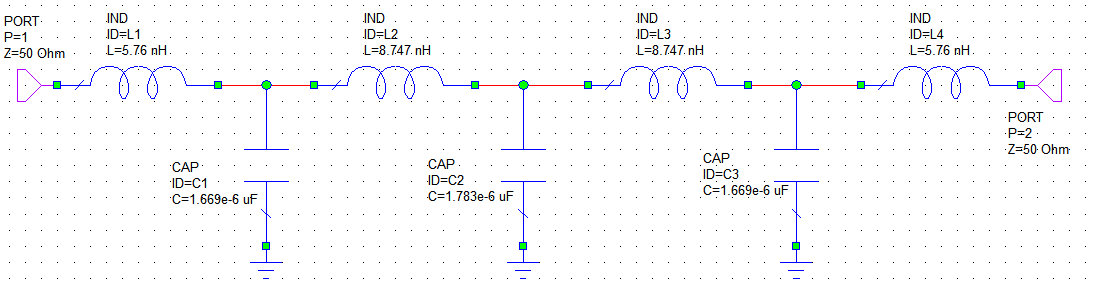 PORT
P=1
Z=50 Ohm
IND
ID=L1
L=5.76 nH
IND
ID=L2
L=8.747 nH
IND
ID=L3
L=8.747 nH
IND
ID=L4
L=5.76 nH
PORT
P=2
Z=50 Ohm
CAP
ID=C1
C=1.669e-6 uF
CAP
ID=C2
C=1.783e-6 uF
CAP
ID=C3
C=1.669e-6 uF